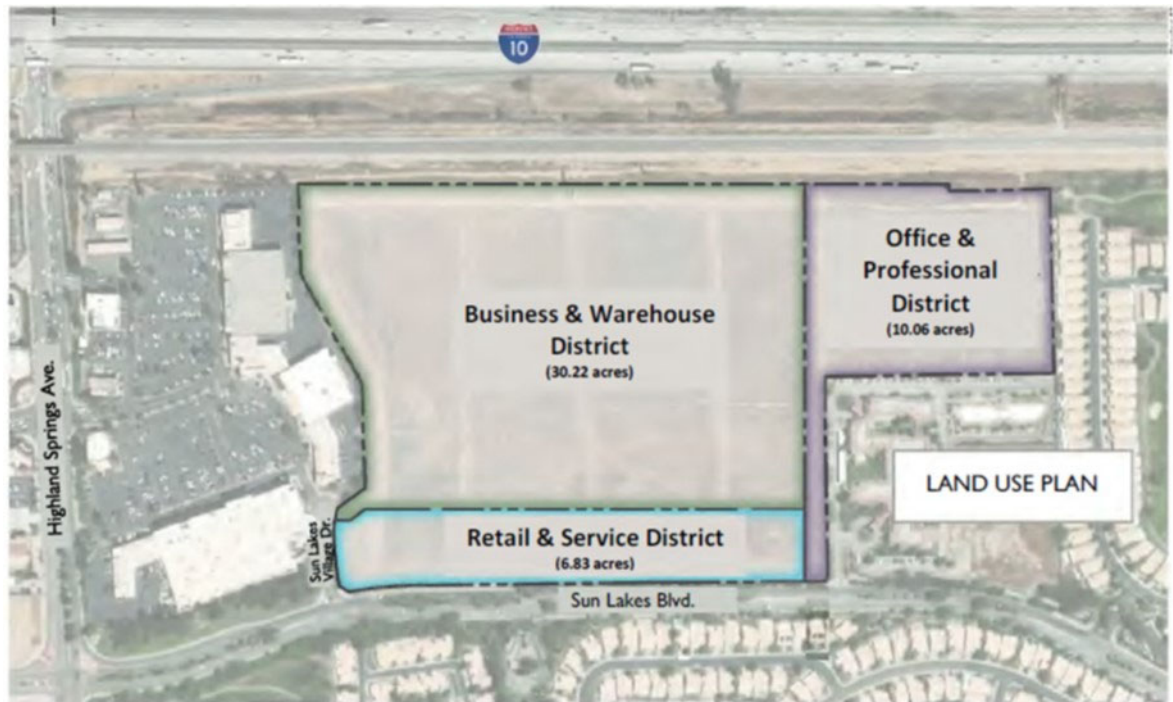 10
Office &
Professional
District
(10.06 acres)
Business & Warehouse
District
(30.22 acres)
Highland Springs Ave.
LAND USE PLAN
Sun Lakes
Village Dr.
Retail & Service District
(6.83 acres)
Sun Lakes Blvd.